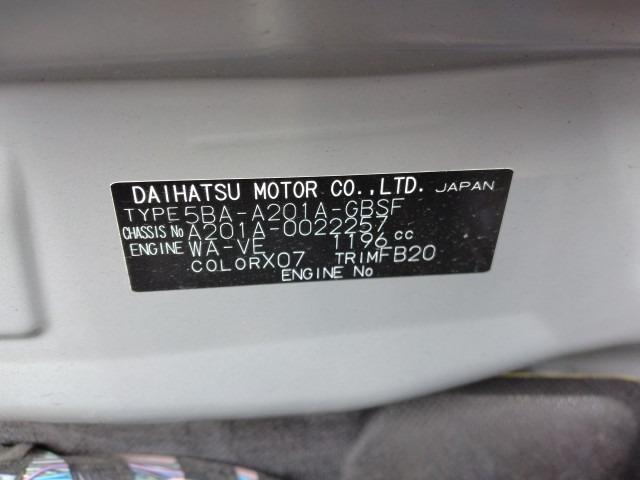 DAIHATSU MOTOR CO.,LTD. JAPAN
TYPE 5BA-A201A-GBSF
CHASSIS No A201A-0022257
ENGINE WA-VE 1196 cc
COLOR X07 TRIM FB20
ENGINE No